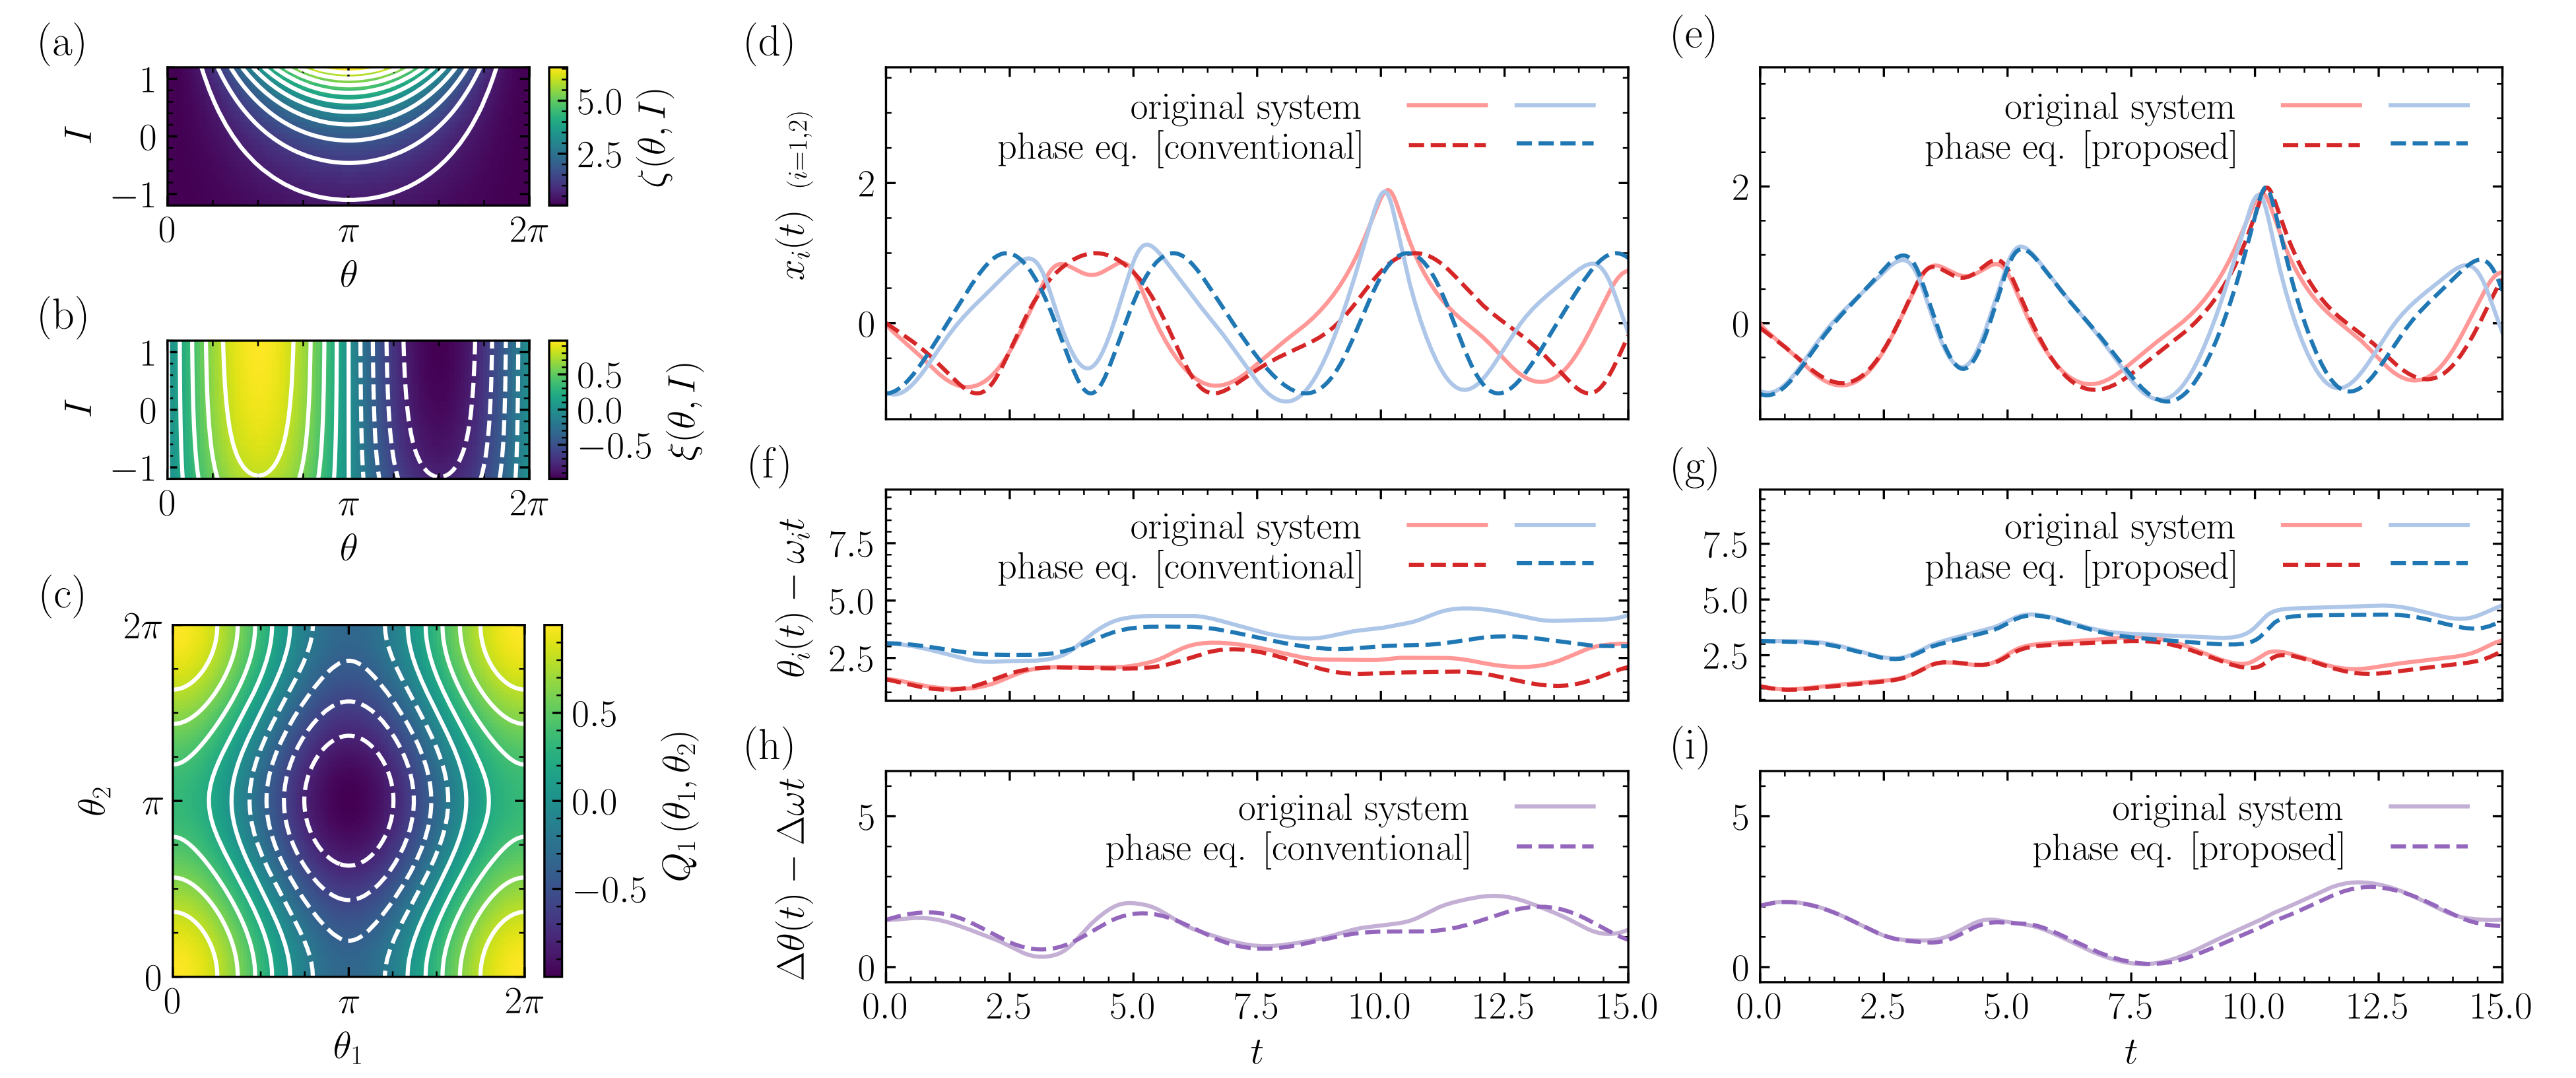 (a)
1
0
−1
I
0
π
2π
θ
5.0
2.5
ζ(θ, I)
(b)
1
0
−1
I
0
π
2π
θ
0.5
0.0
−0.5
ξ(θ, I)
(c)
2π
π
0
θ₂
0
π
2π
θ₁
0.5
0.0
−0.5
Q₁(θ₁, θ₂)
(d)
original system
phase eq. [conventional]
2
0
xᵢ(t) (i=1,2)
(e)
original system
phase eq. [proposed]
2
0
(f)
original system
phase eq. [conventional]
7.5
5.0
2.5
θᵢ(t) − ωᵢt
(g)
original system
phase eq. [proposed]
7.5
5.0
2.5
(h)
original system
phase eq. [conventional]
5
0
Δθ(t) − Δωt
0.0 2.5 5.0 7.5 10.0 12.5 15.0
t
(i)
original system
phase eq. [proposed]
5
0
0.0 2.5 5.0 7.5 10.0 12.5 15.0
t